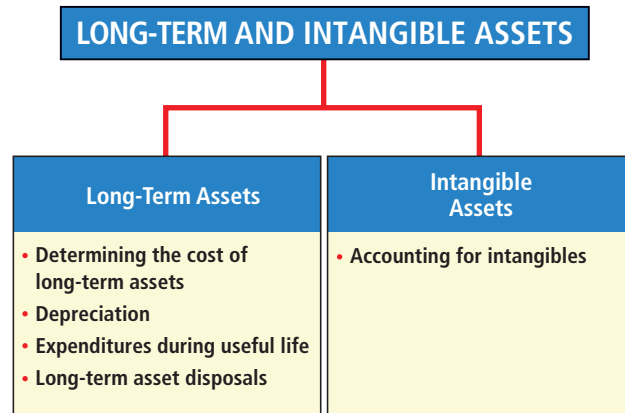 LONG-TERM AND INTANGIBLE ASSETS
Long-Term Assets
• Determining the cost of
long-term assets
• Depreciation
• Expenditures during useful life
• Long-term asset disposals
Intangible
Assets
• Accounting for intangibles